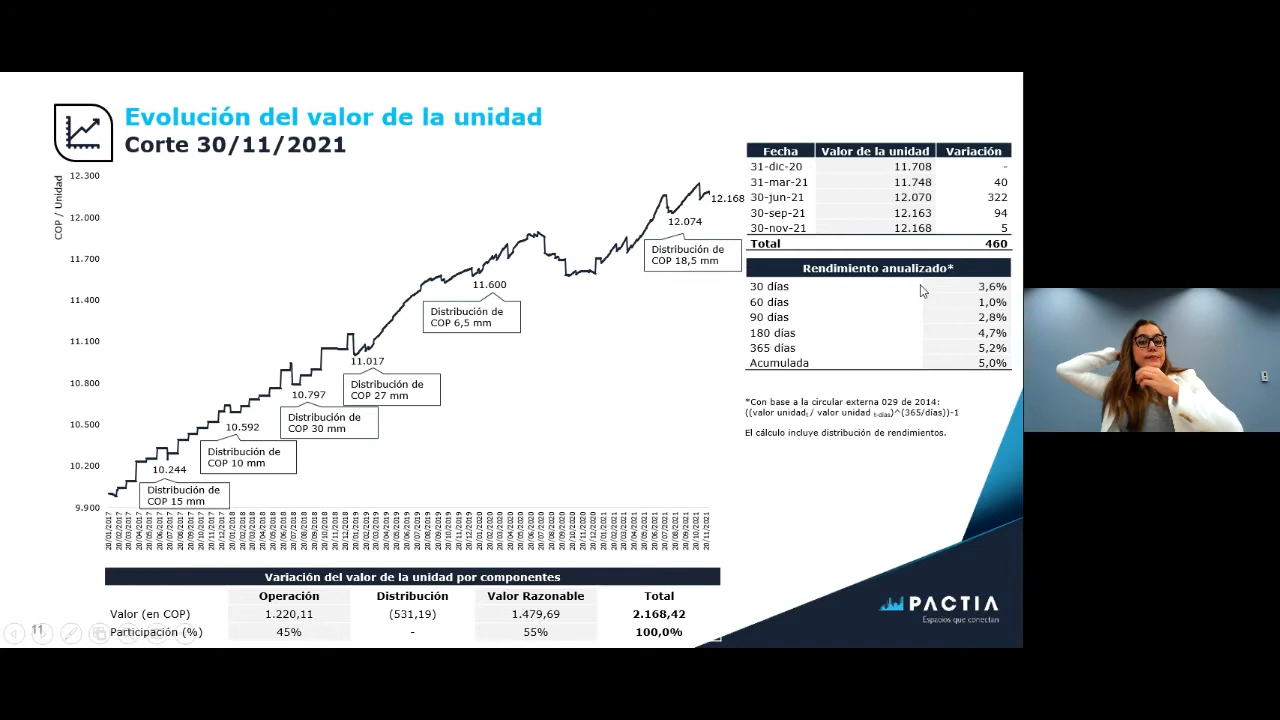 Evolución del valor de la unidad
Corte 30/11/2021
COP / Unidad
12.300
12.000
11.700
11.400
11.100
10.800
10.500
10.200
9.900
10.244
Distribución de
COP 15 mm
10.592
Distribución de
COP 10 mm
10.797
Distribución de
COP 30 mm
11.017
Distribución de
COP 27 mm
11.600
Distribución de
COP 6,5 mm
12.074
Distribución de
COP 18,5 mm
12.168
Fecha Valor de la unidad Variación
31-dic-20 11.708 -
31-mar-21 11.748 40
30-jun-21 12.070 322
30-sep-21 12.163 94
30-nov-21 12.168 5
Total 460
Rendimiento anualizado*
30 días 3,6%
60 días 1,0%
90 días 2,8%
180 días 4,7%
365 días 5,2%
Acumulada 5,0%
*Con base a la circular externa 029 de 2014:
((valor unidad t / valor unidad t-días)^(365/días))-1
El cálculo incluye distribución de rendimientos.
Variación del valor de la unidad por componentes
Operación Distribución Valor Razonable Total
Valor (en COP) 1.220,11 (531,19) 1.479,69 2.168,42
Participación (%) 45% - 55% 100,0%
11
PACTIA
Espacios que conectan